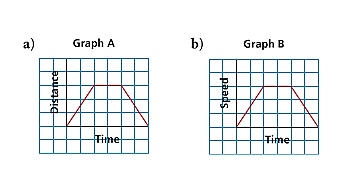 a) Graph A
Distance
Time
b) Graph B
Speed
Time